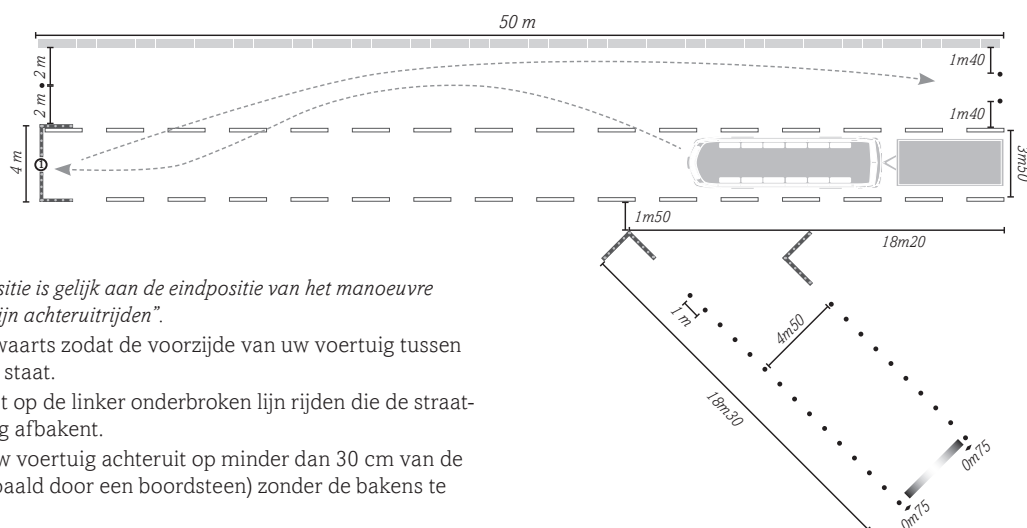 50 m
2 m
2 m
1m40
1m40
4 m
1
3m50
1m50
18m20
sitie is gelijk aan de eindpositie van het manoeuvre
ijn achteruitrijden”.
waarts zodat de voorzijde van uw voertuig tussen
staat.
t op de linker onderbroken lijn rijden die de straat-
g afbakent.
w voertuig achteruit op minder dan 30 cm van de
paald door een boordsteen) zonder de bakens te
1 m
4m50
18m30
0m75
0m75